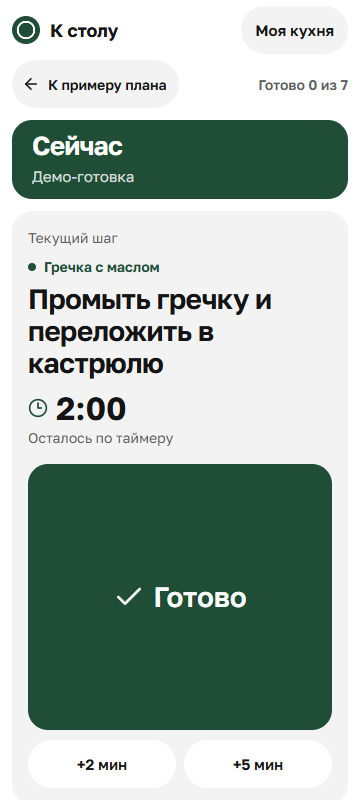 К столу
Моя кухня
К примеру плана
Готово 0 из 7
Сейчас
Демо-готовка
Текущий шаг
Гречка с маслом
Промыть гречку и
переложить в
кастрюлю
2:00
Осталось по таймеру
Готово
+2 мин
+5 мин